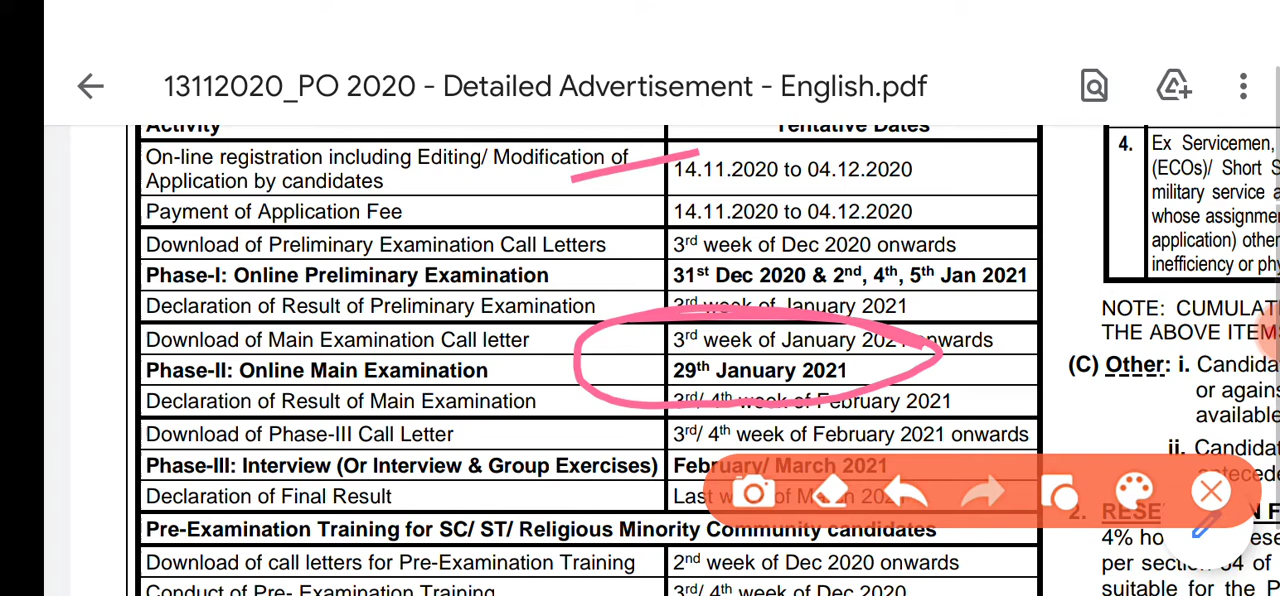 13112020_PO 2020 - Detailed Advertisement - English.pdf
Activity Tentative Dates
On-line registration including Editing/ Modification of
Application by candidates
14.11.2020 to 04.12.2020
Payment of Application Fee 14.11.2020 to 04.12.2020
Download of Preliminary Examination Call Letters 3rd week of Dec 2020 onwards
Phase-I: Online Preliminary Examination 31st Dec 2020 & 2nd, 4th, 5th Jan 2021
Declaration of Result of Preliminary Examination 3rd week of January 2021
Download of Main Examination Call letter 3rd week of January 2021 onwards
Phase-II: Online Main Examination 29th January 2021
Declaration of Result of Main Examination 3rd/ 4th week of February 2021
Download of Phase-III Call Letter 3rd/ 4th week of February 2021 onwards
Phase-III: Interview (Or Interview & Group Exercises) February/ March 2021
Declaration of Final Result Last week of March 2021
Pre-Examination Training for SC/ ST/ Religious Minority Community candidates
Download of call letters for Pre-Examination Training 2nd week of Dec 2020 onwards
Conduct of Pre- Examination Training 3rd/ 4th week of Dec 2020
4. Ex Servicemen,
(ECOs)/ Short S
military service a
whose assignme
application) other
inefficiency or phy
NOTE: CUMULAT
THE ABOVE ITEM
(C) Other: i. Candida
or agains
available
ii. Candidat
antecede
2. RESE N F
4% ho ese
per section 34 of
suitable for the P